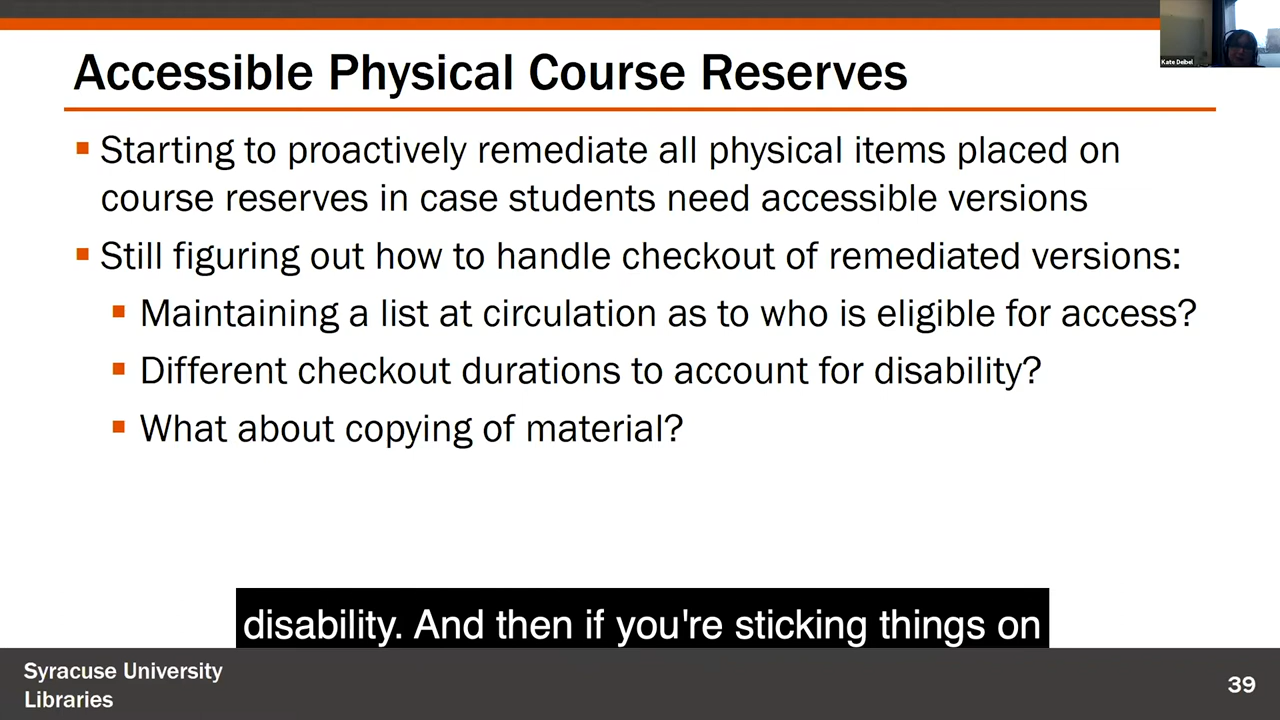 Kate Deibel
Accessible Physical Course Reserves
Starting to proactively remediate all physical items placed on
course reserves in case students need accessible versions
Still figuring out how to handle checkout of remediated versions:
Maintaining a list at circulation as to who is eligible for access?
Different checkout durations to account for disability?
What about copying of material?
disability. And then if you're sticking things on
Syracuse University
Libraries
39